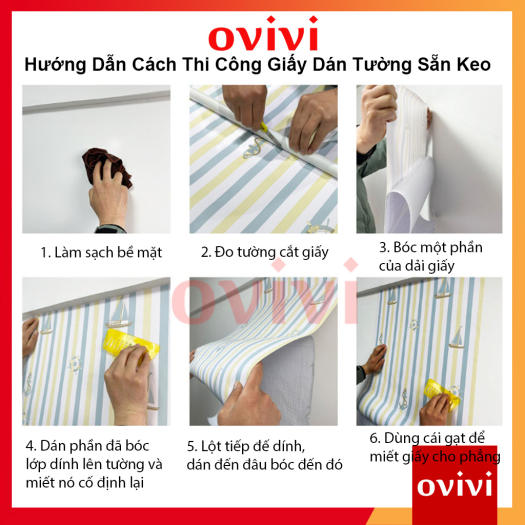 ovivi
Hướng Dẫn Cách Thi Công Giấy Dán Tường Sẵn Keo
1. Làm sạch bề mặt
2. Đo tường cắt giấy
3. Bóc một phần
của dải giấy
ovivi
4. Dán phần đã bóc
lớp dính lên tường và
miết nó cố định lại
5. Lột tiếp đế dính,
dán đến đâu bóc đến đó
6. Dùng cái gạt để
miết giấy cho phẳng
ovivi